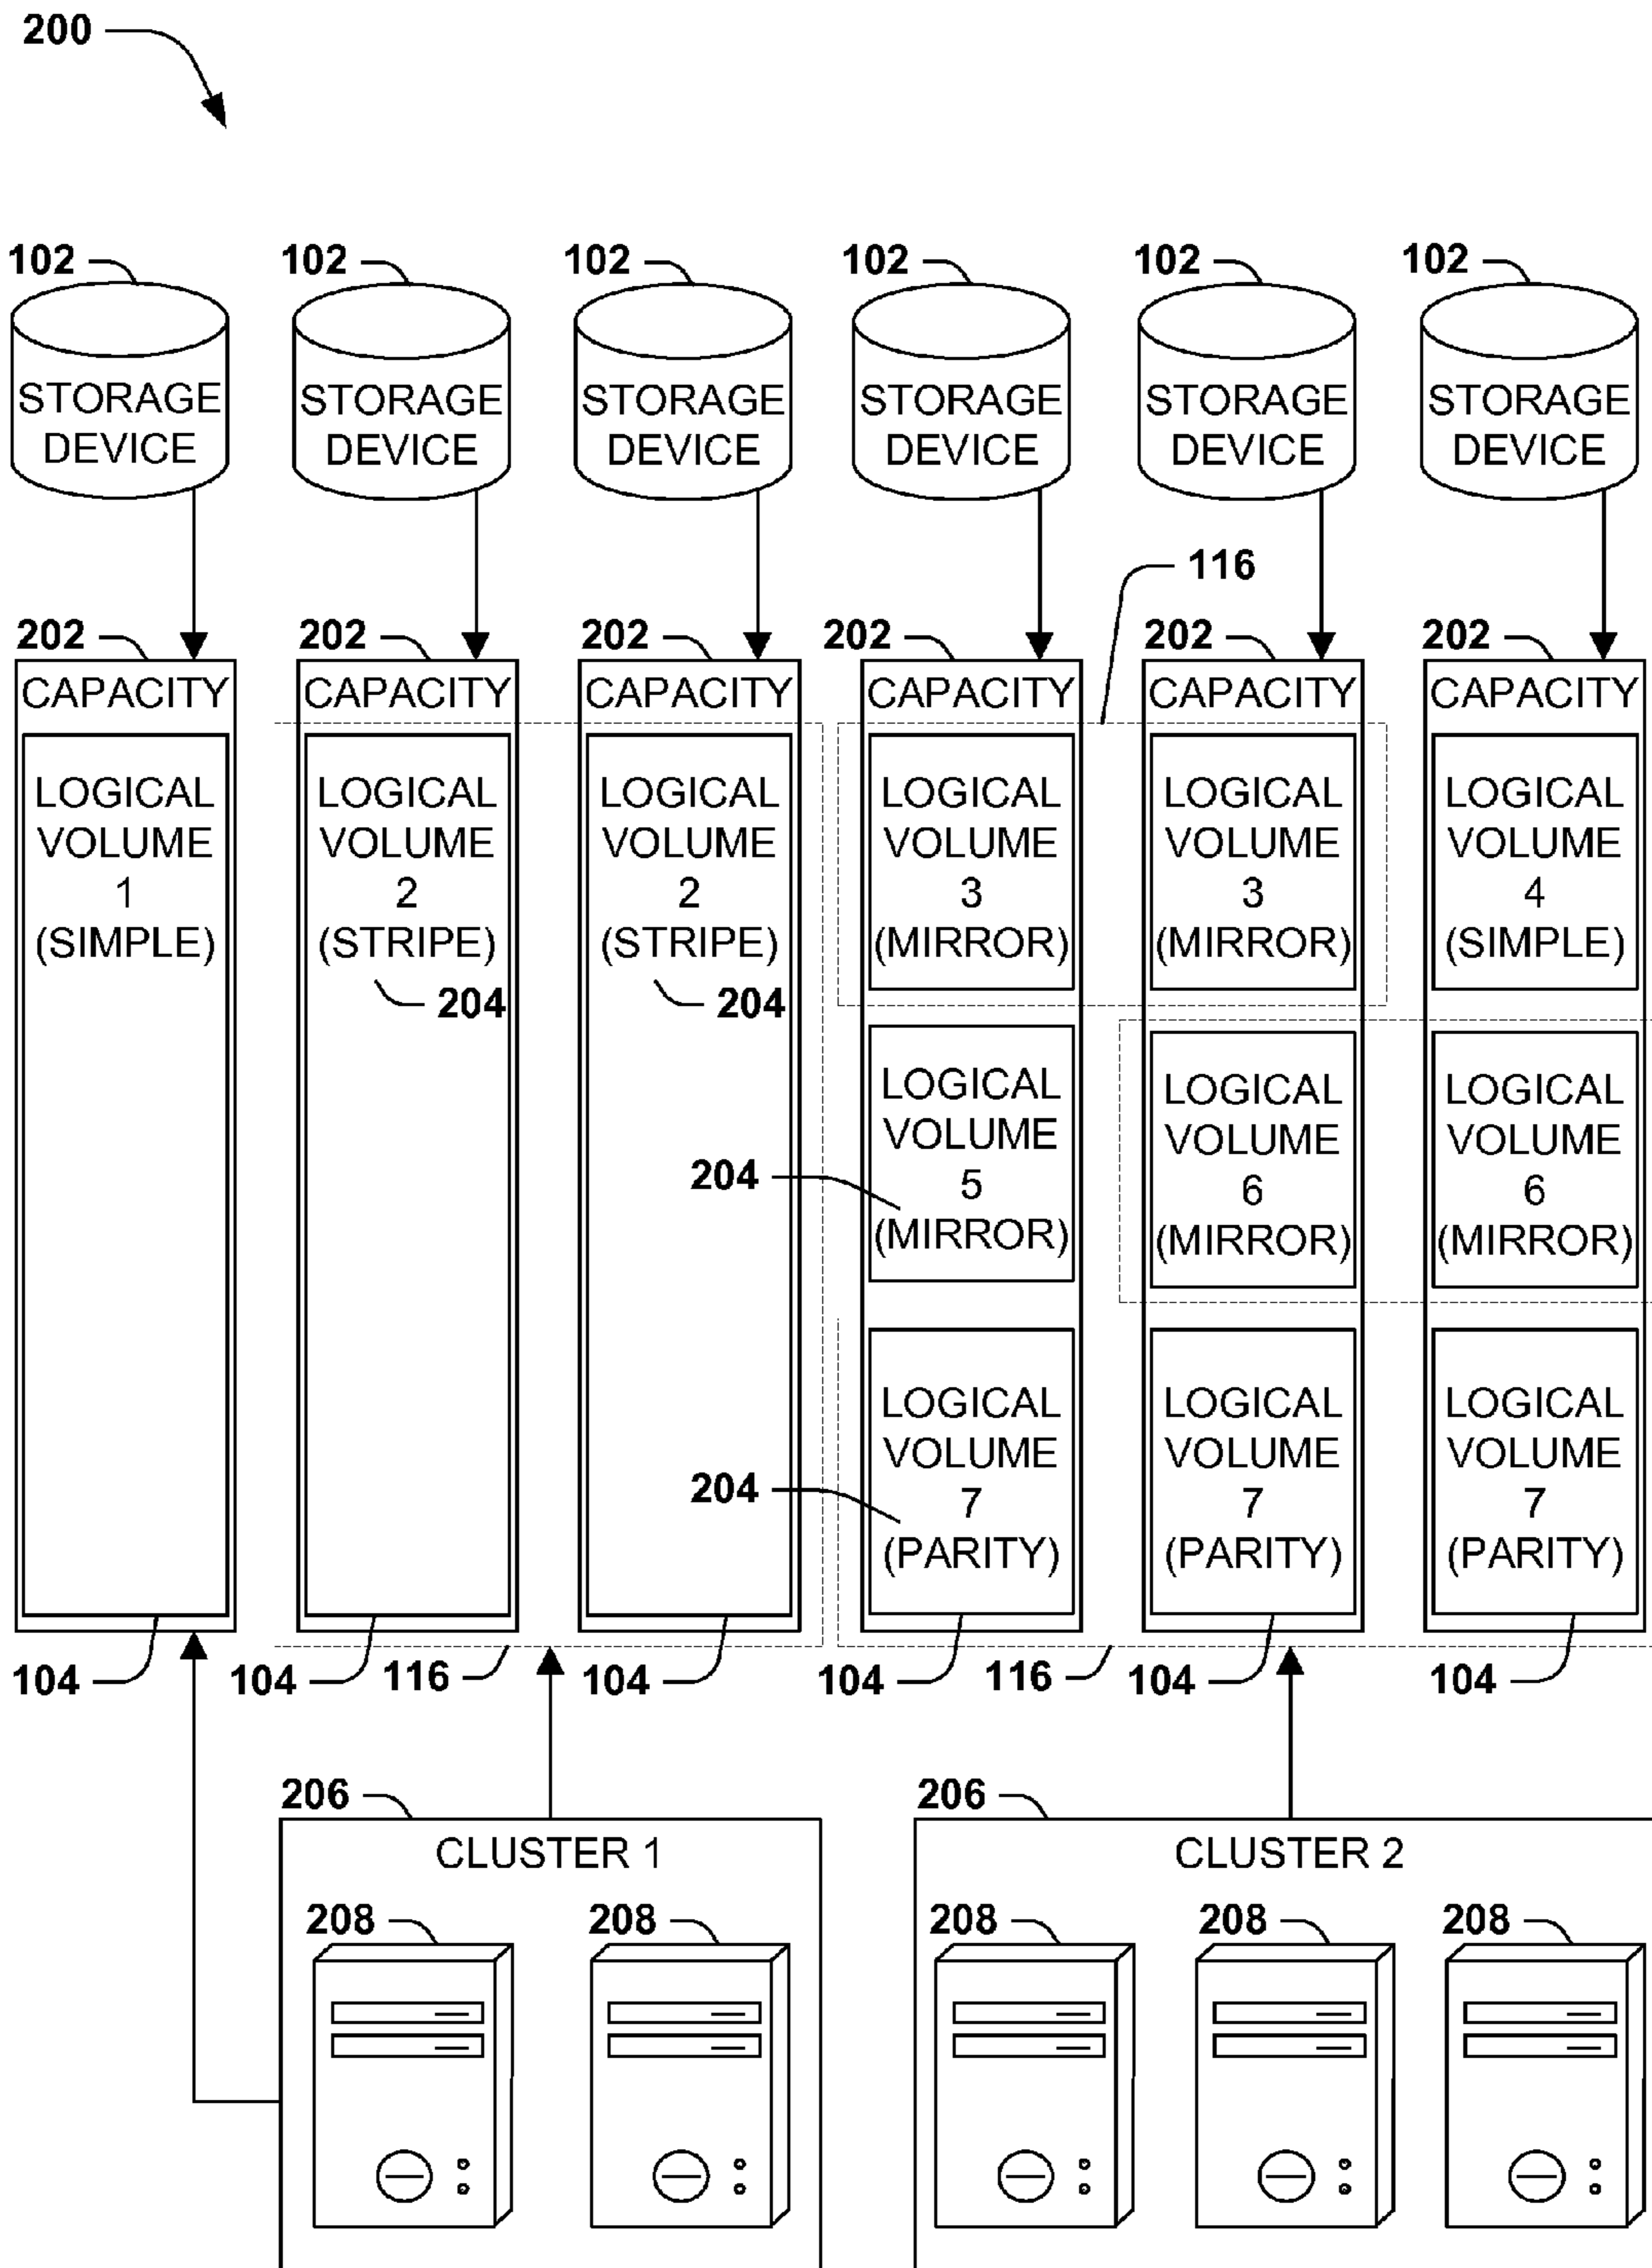 200
102 102 102 102 102 102
STORAGE DEVICE
STORAGE DEVICE
STORAGE DEVICE
STORAGE DEVICE
STORAGE DEVICE
STORAGE DEVICE
116
202 202 202 202 202 202
CAPACITY CAPACITY CAPACITY CAPACITY CAPACITY CAPACITY
LOGICAL LOGICAL LOGICAL LOGICAL LOGICAL LOGICAL
VOLUME VOLUME VOLUME VOLUME VOLUME VOLUME
1 2 2 3 3 4
(SIMPLE) (STRIPE) (STRIPE) (MIRROR) (MIRROR) (SIMPLE)
204 204
LOGICAL LOGICAL LOGICAL
VOLUME VOLUME VOLUME
204 5 6 6
(MIRROR) (MIRROR) (MIRROR)
LOGICAL LOGICAL LOGICAL
VOLUME VOLUME VOLUME
204 7 7 7
(PARITY) (PARITY) (PARITY)
104 104 116 104 104 116 104 104
206 206
CLUSTER 1 CLUSTER 2
208 208 208 208 208